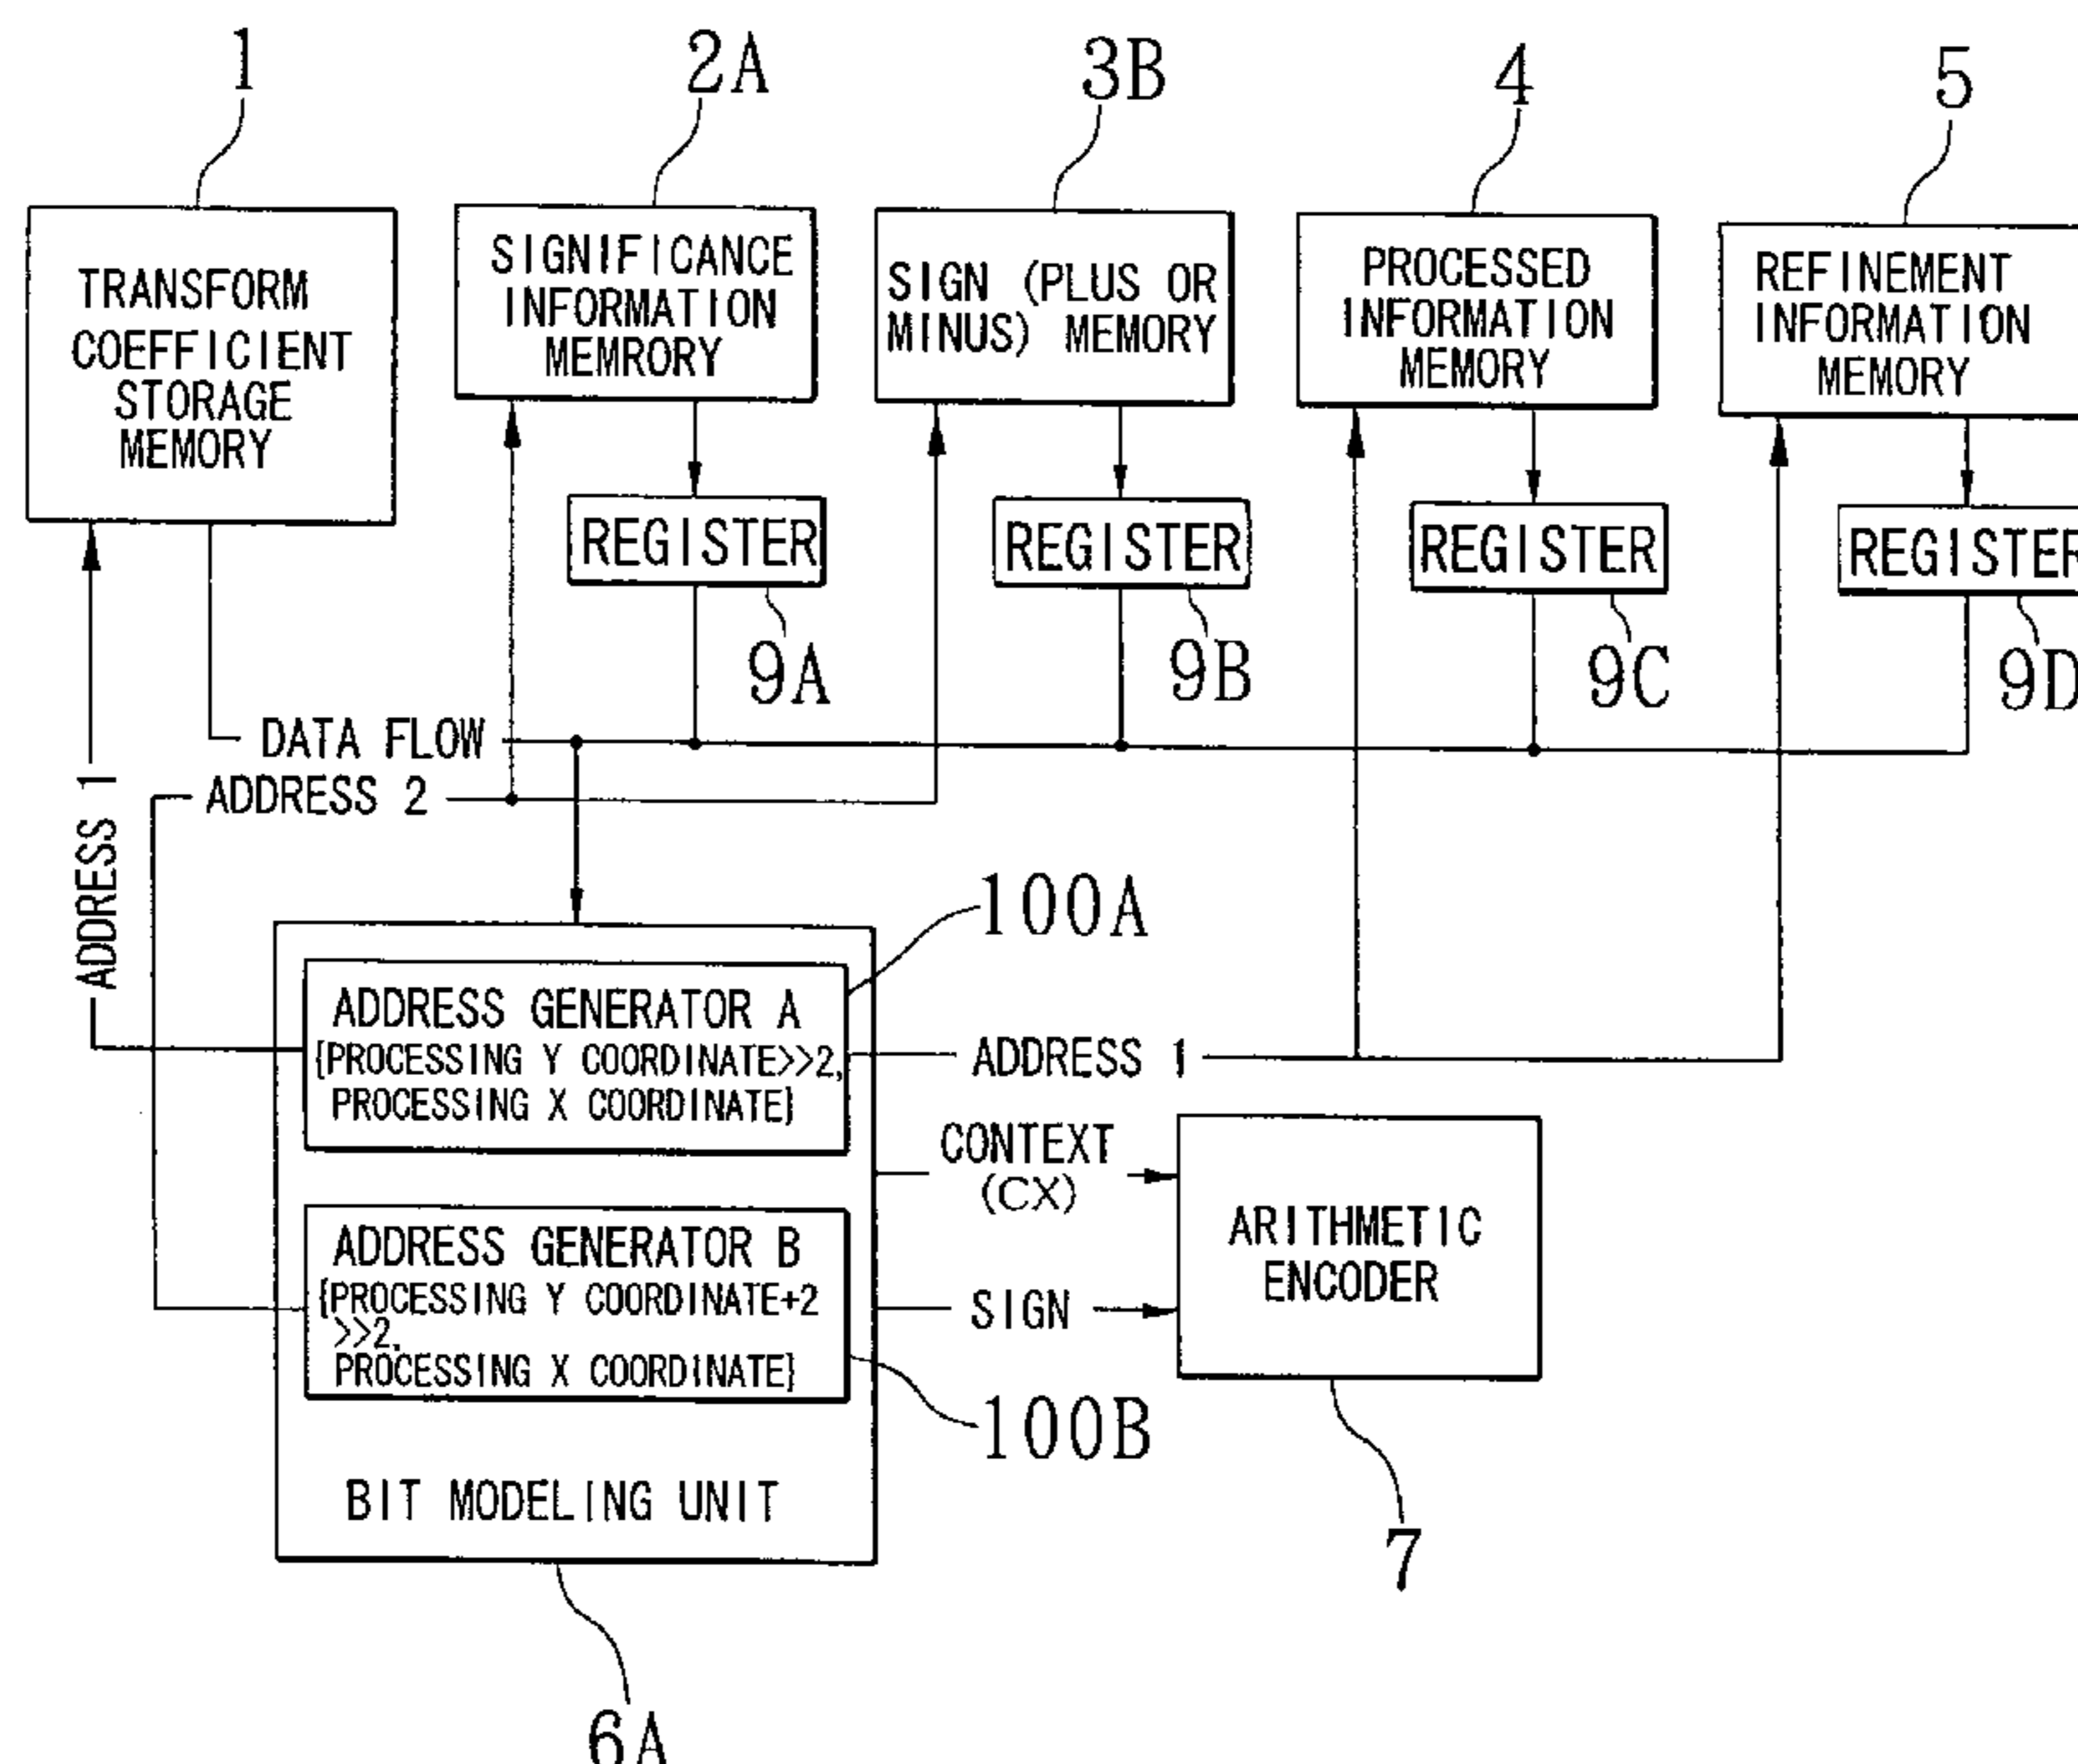 1
2A
3B
4
5
TRANSFORM
COEFFICIENT
STORAGE
MEMORY
SIGNIFICANCE
INFORMATION
MEMRORY
SIGN (PLUS OR
MINUS) MEMORY
PROCESSED
INFORMATION
MEMORY
REFINEMENT
INFORMATION
MEMORY
REGISTER
REGISTER
REGISTER
REGISTER
9A
9B
9C
9D
DATA FLOW
ADDRESS 2
ADDRESS 1
100A
ADDRESS GENERATOR A
{PROCESSING Y COORDINATE>>2,
PROCESSING X COORDINATE}
ADDRESS 1
CONTEXT
(CX)
ADDRESS GENERATOR B
{PROCESSING Y COORDINATE+2
>>2,
PROCESSING X COORDINATE}
SIGN
ARITHMETIC
ENCODER
100B
BIT MODELING UNIT
7
6A